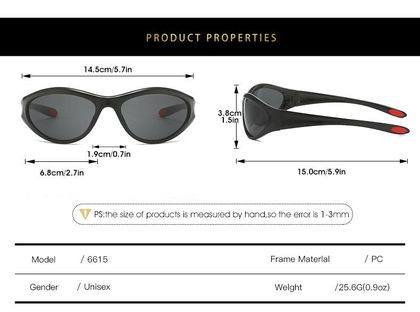 PRODUCT PROPERTIES
14.5cm/5.7in
3.8cm
1.5in
1.9cm/0.7in
6.8cm/2.7in
15.0cm/5.9in
PS:the size of products is measured by hand,so the error is 1-3mm
Model / 6615 Frame Material / PC
Gender / Unisex Weight /25.6G(0.9oz)